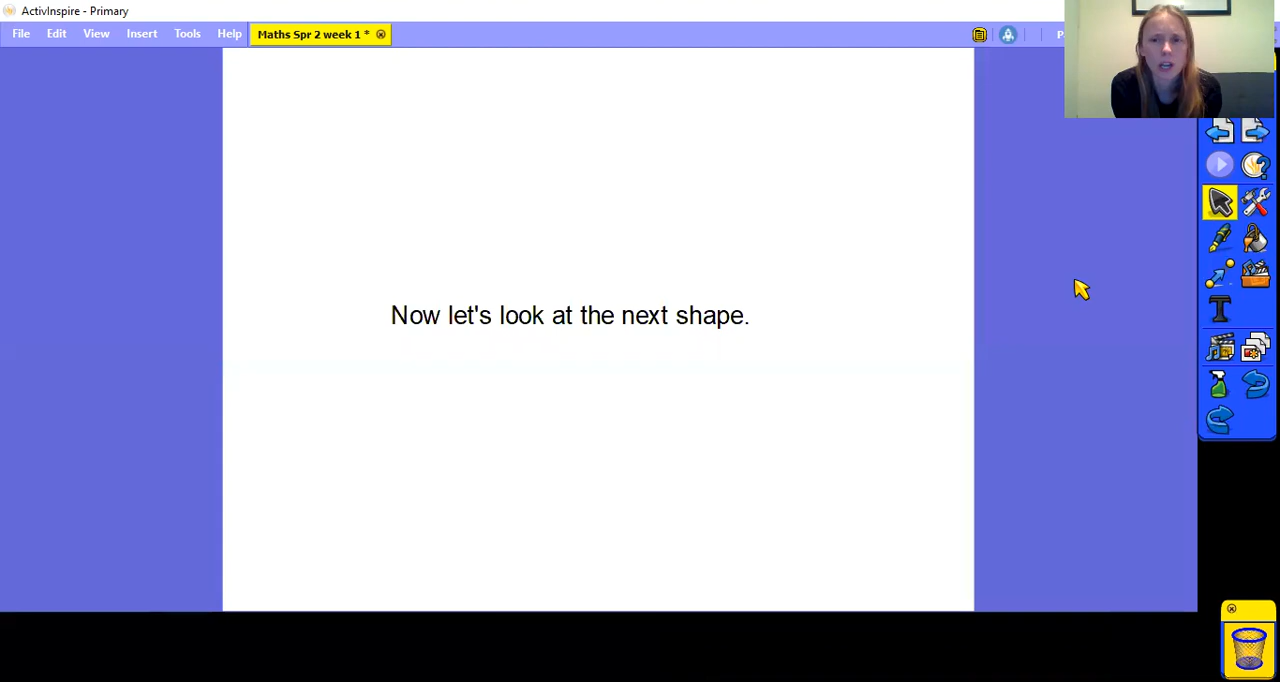 ActivInspire - Primary
File Edit View Insert Tools Help Maths Spr 2 week 1 *
Now let's look at the next shape.